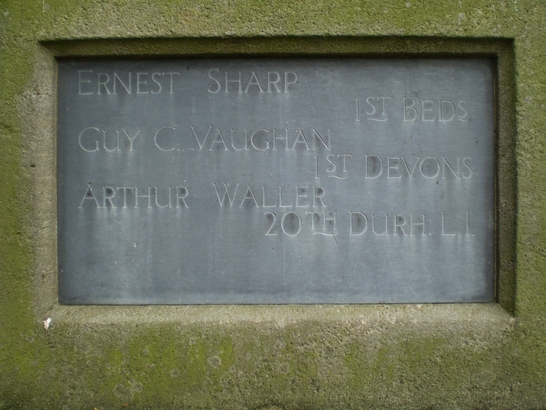 ERNEST SHARP
1ST BEDS
GUY C. VAUGHAN
1ST DEVONS
ARTHUR WALLER
20TH DURH: L.I.